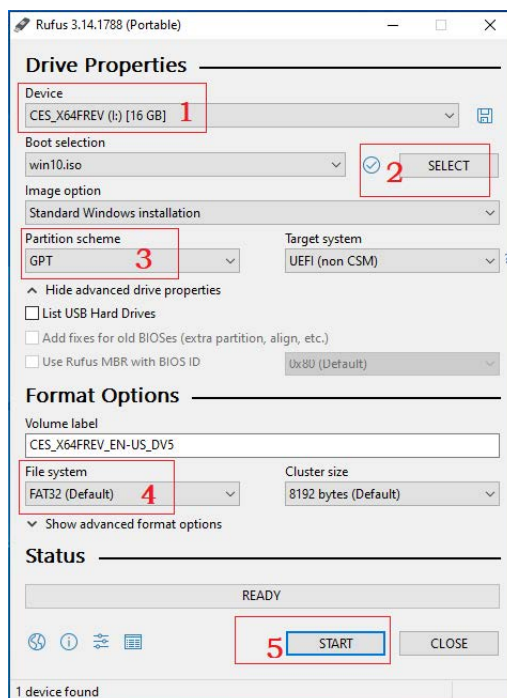 Rufus 3.14.1788 (Portable)
Drive Properties
Device
CES_X64FREV (I:) [16 GB]
1
Boot selection
win10.iso
2
SELECT
Image option
Standard Windows installation
Partition scheme
Target system
GPT
3
UEFI (non CSM)
?
Hide advanced drive properties
List USB Hard Drives
Add fixes for old BIOSes (extra partition, align, etc.)
Use Rufus MBR with BIOS ID
0x80 (Default)
Format Options
Volume label
CES_X64FREV_EN-US_DV5
File system
Cluster size
FAT32 (Default)
4
8192 bytes (Default)
Show advanced format options
Status
READY
5
START
CLOSE
1 device found